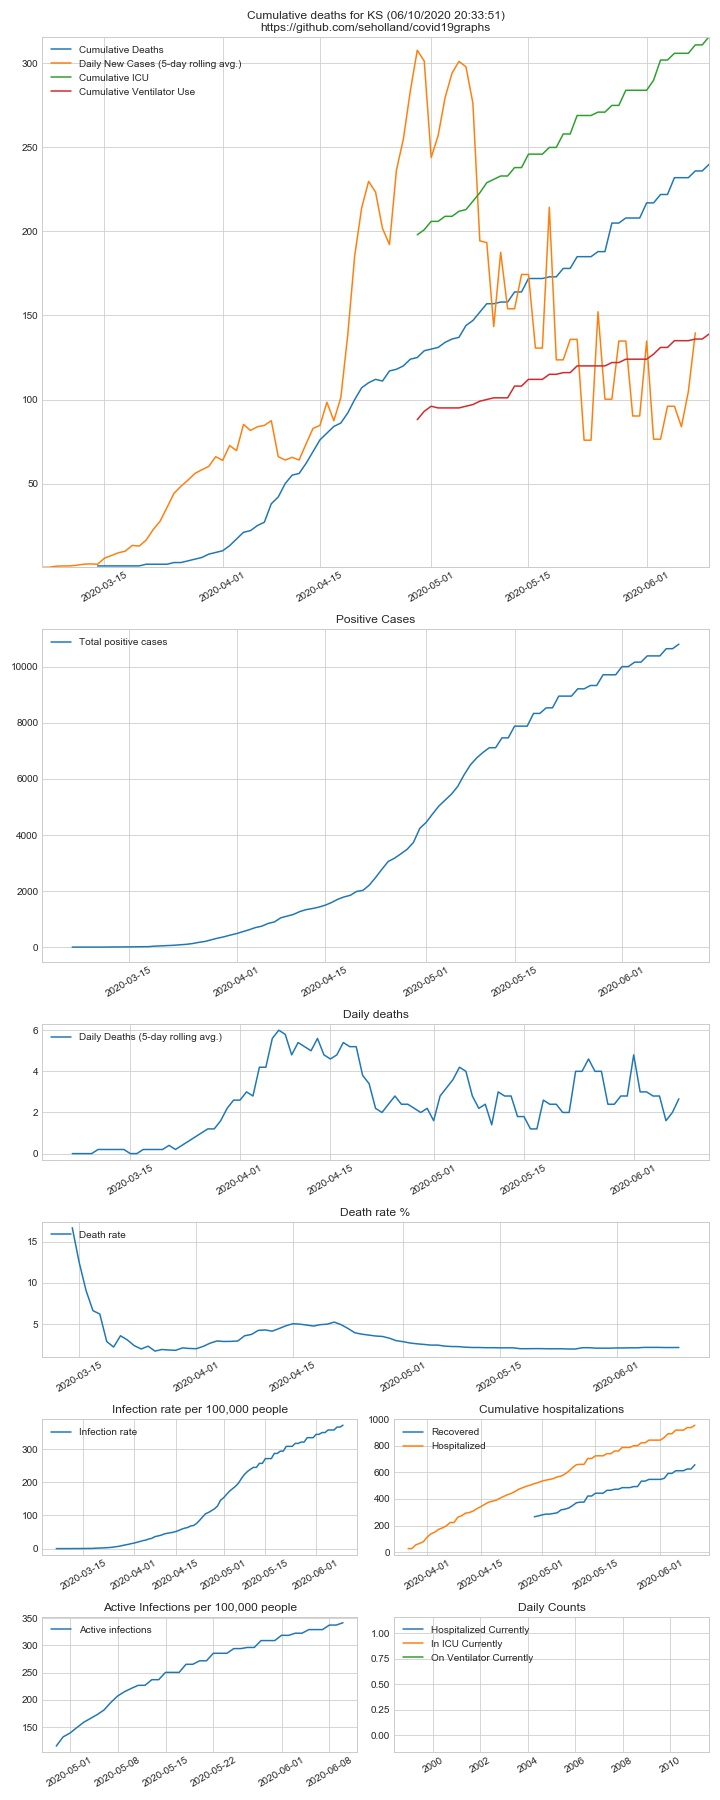 Cumulative deaths for KS (06/10/2020 20:33:51)
https://github.com/seholland/covid19graphs
Cumulative Deaths
Daily New Cases (5-day rolling avg.)
Cumulative ICU
Cumulative Ventilator Use
300
250
200
150
100
50
2020-03-15 2020-04-01 2020-04-15 2020-05-01 2020-05-15 2020-06-01
Positive Cases
Total positive cases
10000
8000
6000
4000
2000
0
2020-03-15 2020-04-01 2020-04-15 2020-05-01 2020-05-15 2020-06-01
Daily deaths
Daily Deaths (5-day rolling avg.)
6
4
2
0
2020-03-15 2020-04-01 2020-04-15 2020-05-01 2020-05-15 2020-06-01
Death rate %
Death rate
15
10
5
2020-03-15 2020-04-01 2020-04-15 2020-05-01 2020-05-15 2020-06-01
Infection rate per 100,000 people
Infection rate
300
200
100
0
2020-03-15 2020-04-01 2020-04-15 2020-05-01 2020-05-15 2020-06-01
Cumulative hospitalizations
Recovered
Hospitalized
1000
800
600
400
200
0
2020-04-01 2020-04-15 2020-05-01 2020-05-15 2020-06-01
Active Infections per 100,000 people
Active infections
350
300
250
200
150
2020-05-01 2020-05-08 2020-05-15 2020-05-22 2020-06-01 2020-06-08
Daily Counts
Hospitalized Currently
In ICU Currently
On Ventilator Currently
1.00
0.75
0.50
0.25
0.00
2000 2002 2004 2006 2008 2010